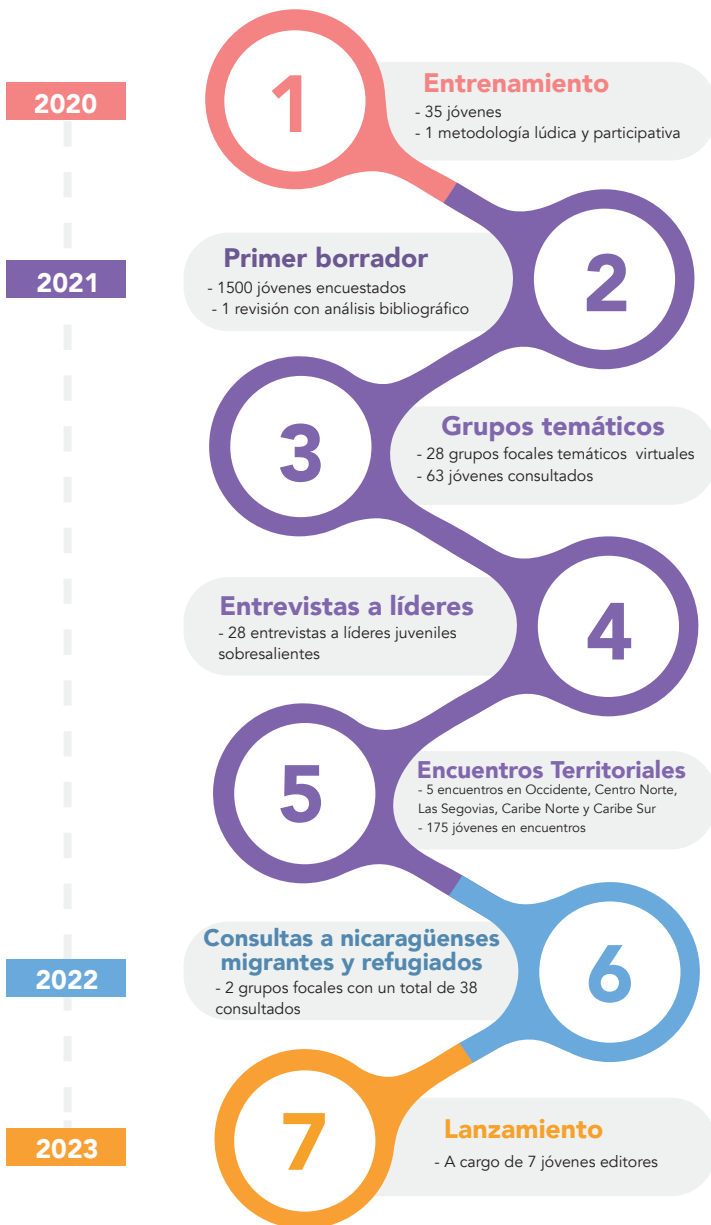 2020
1
Entrenamiento
- 35 jóvenes
- 1 metodología lúdica y participativa
2021
Primer borrador
- 1500 jóvenes encuestados
- 1 revisión con análisis bibliográfico
2
3
Grupos temáticos
- 28 grupos focales temáticos virtuales
- 63 jóvenes consultados
Entrevistas a líderes
- 28 entrevistas a líderes juveniles
sobresalientes
4
5
Encuentros Territoriales
- 5 encuentros en Occidente, Centro Norte,
Las Segovias, Caribe Norte y Caribe Sur
- 175 jóvenes en encuentros
2022
Consultas a nicaragüenses
migrantes y refugiados
- 2 grupos focales con un total de 38
consultados
6
2023
7
Lanzamiento
- A cargo de 7 jóvenes editores